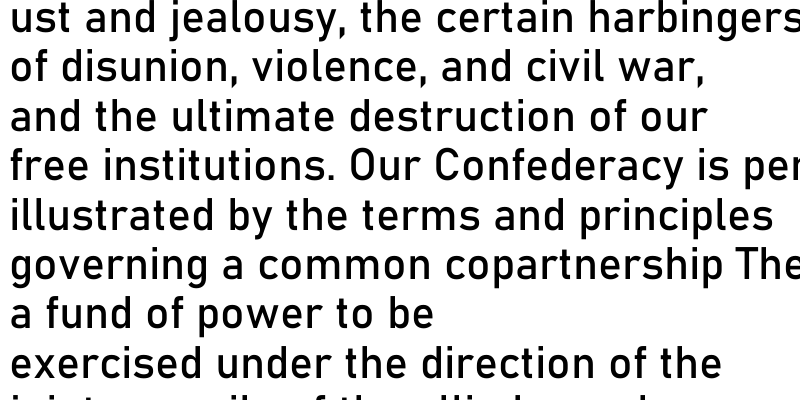 ust and jealousy, the certain harbingers
of disunion, violence, and civil war,
and the ultimate destruction of our
free institutions. Our Confederacy is per
illustrated by the terms and principles
governing a common copartnership The
a fund of power to be
exercised under the direction of the